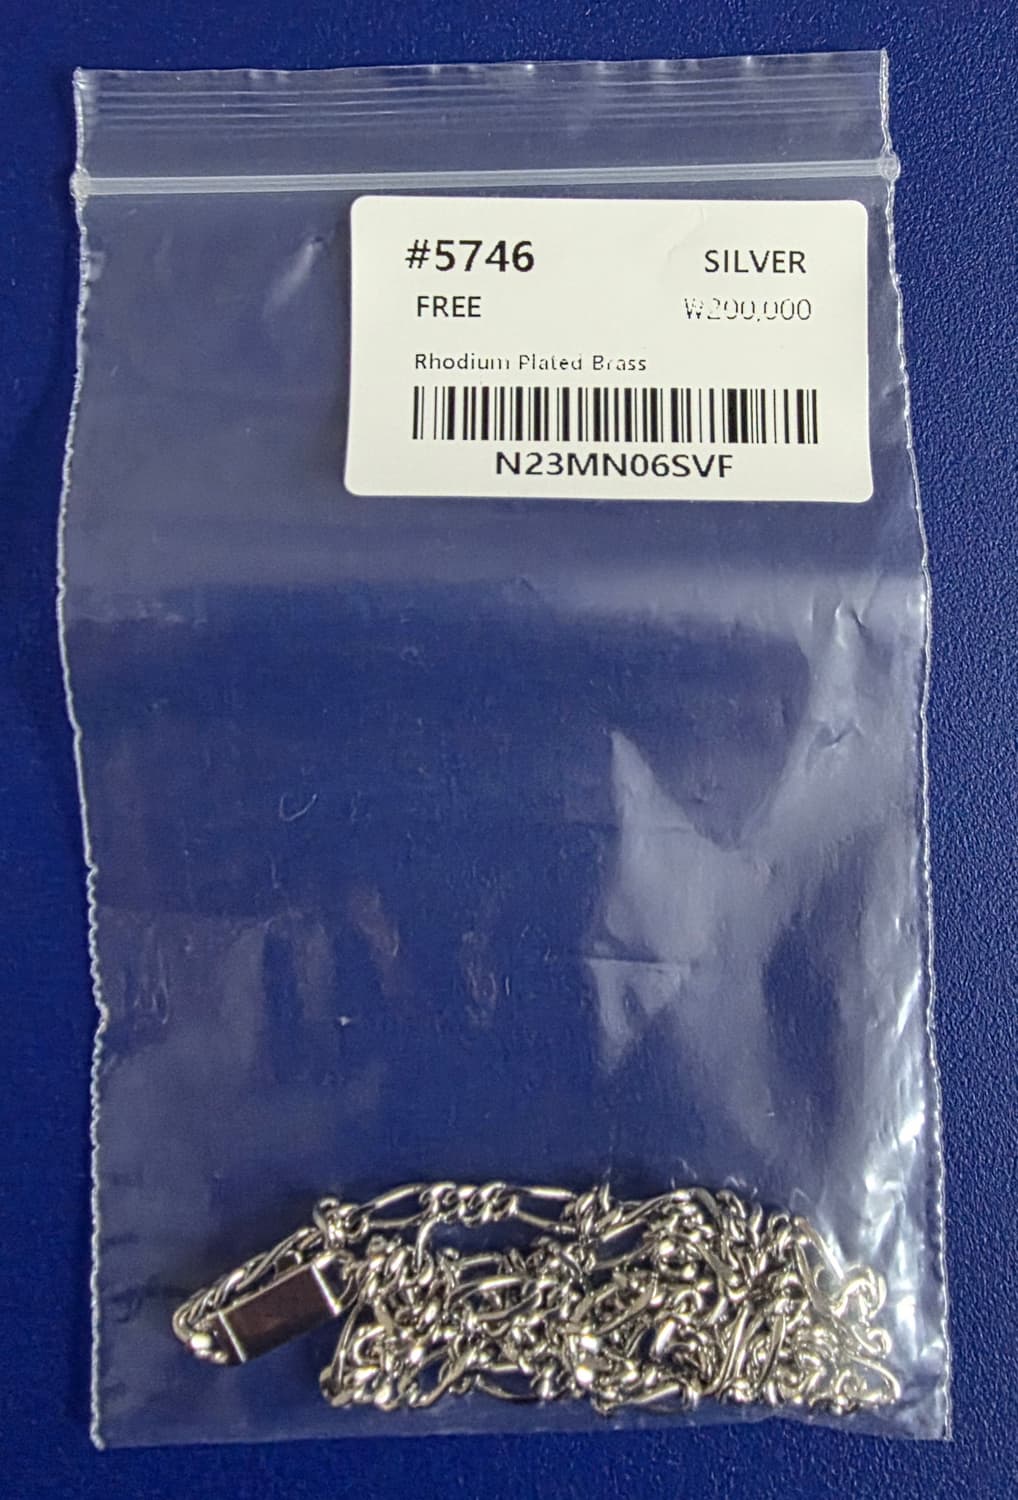 #5746 SILVER
FREE ₩200,000
Rhodium Plated Brass
N23MN06SVF